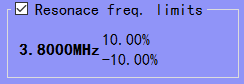 Resonace freq. limits
10.00%
3.8000MHz
-10.00%